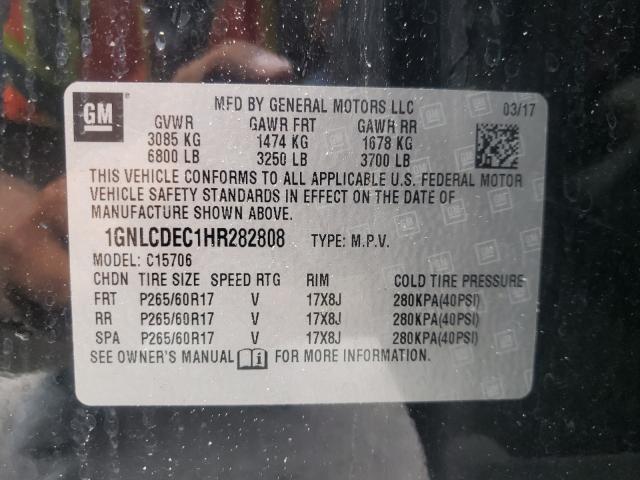 GM
MFD BY GENERAL MOTORS LLC 03/17
GVWR GAWR FRT GAWR RR
3085 KG 1474 KG 1678 KG
6800 LB 3250 LB 3700 LB
THIS VEHICLE CONFORMS TO ALL APPLICABLE U.S. FEDERAL MOTOR
VEHICLE SAFETY STANDARDS IN EFFECT ON THE DATE OF
MANUFACTURE SHOWN ABOVE.
1GNLCDEC1HR282808 TYPE: M.P.V.
MODEL: C15706
CHDN TIRE SIZE SPEED RTG RIM COLD TIRE PRESSURE
FRT P265/60R17 V 17X8J 280KPA(40PSI)
RR P265/60R17 V 17X8J 280KPA(40PSI)
SPA P265/60R17 V 17X8J 280KPA(40PSI)
SEE OWNER'S MANUAL FOR MORE INFORMATION.